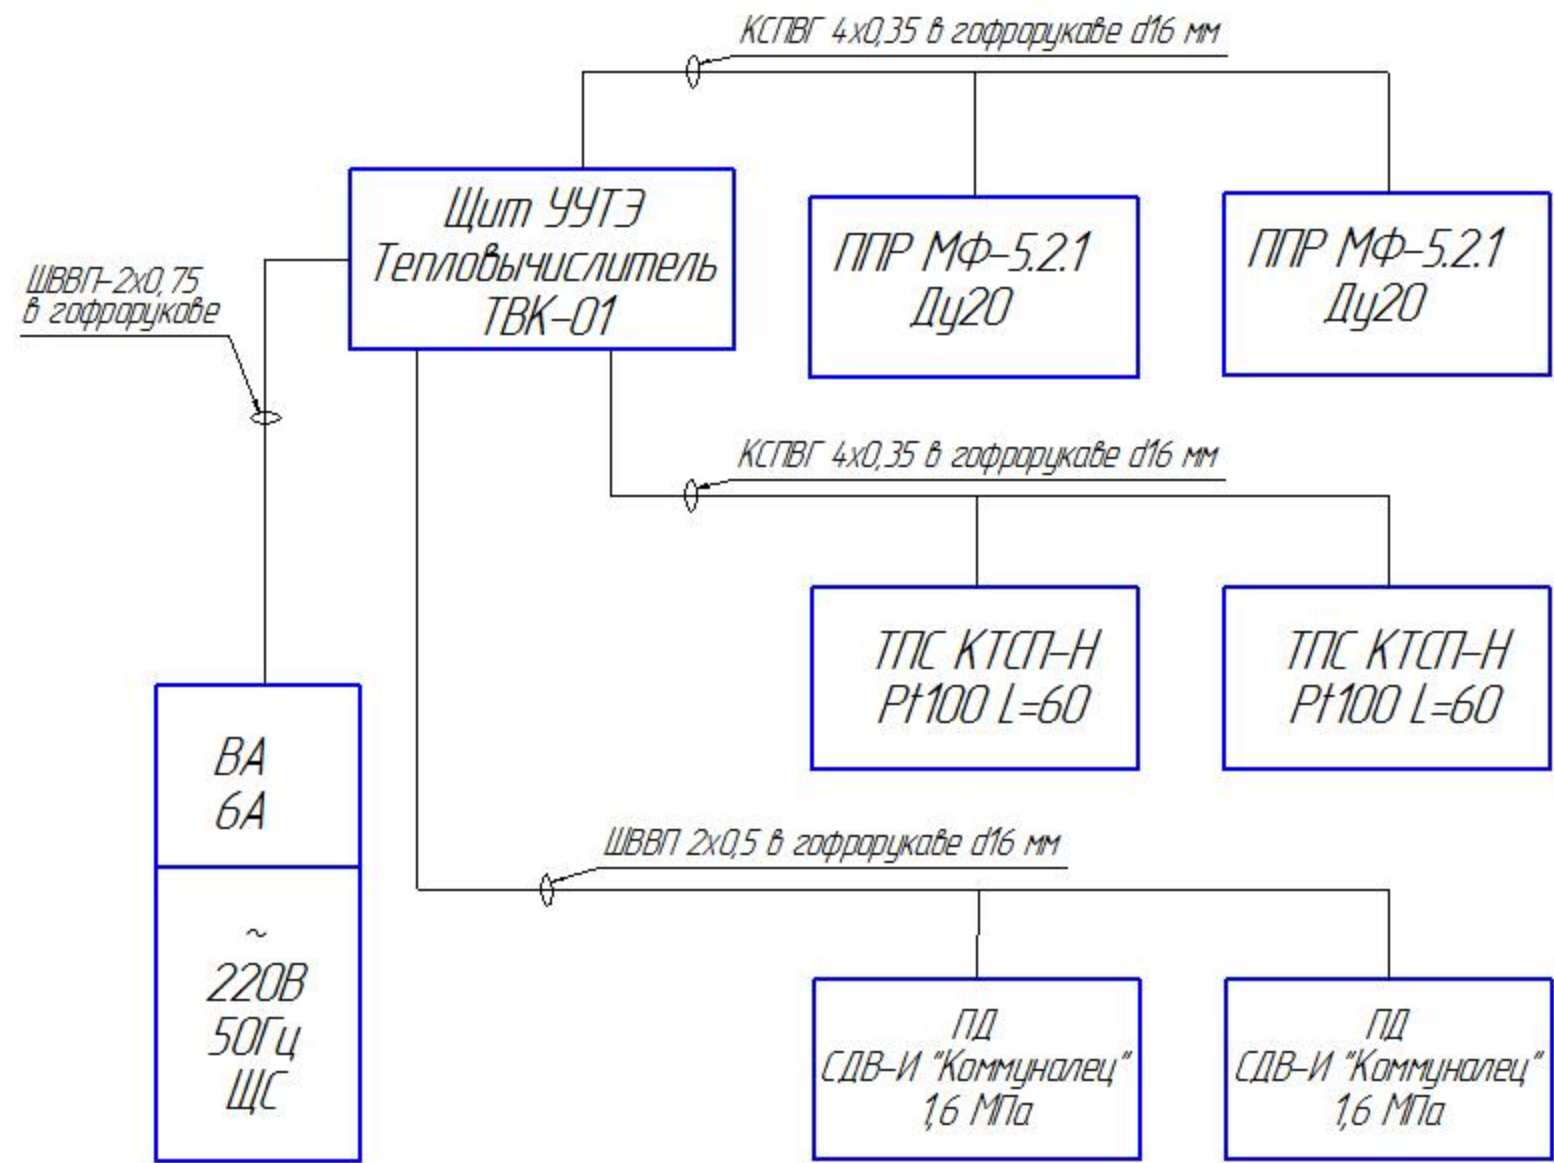 КСПВГ 4х0,35 в гофрорукаве d16 мм
Щит УУТЭ
Тепловычислитель
ТВК-01
ППР МФ-5.2.1
Ду20
ППР МФ-5.2.1
Ду20
ШВВП-2х0,75
в гофрорукаве
КСПВГ 4х0,35 в гофрорукаве d16 мм
ТПС КТСП-Н
Pt100 L=60
ТПС КТСП-Н
Pt100 L=60
ВА
6А
~
220В
50Гц
ЩС
ШВВП 2х0,5 в гофрорукаве d16 мм
ПД
СДВ-И "Коммуналец"
1,6 МПа
ПД
СДВ-И "Коммуналец"
1,6 МПа